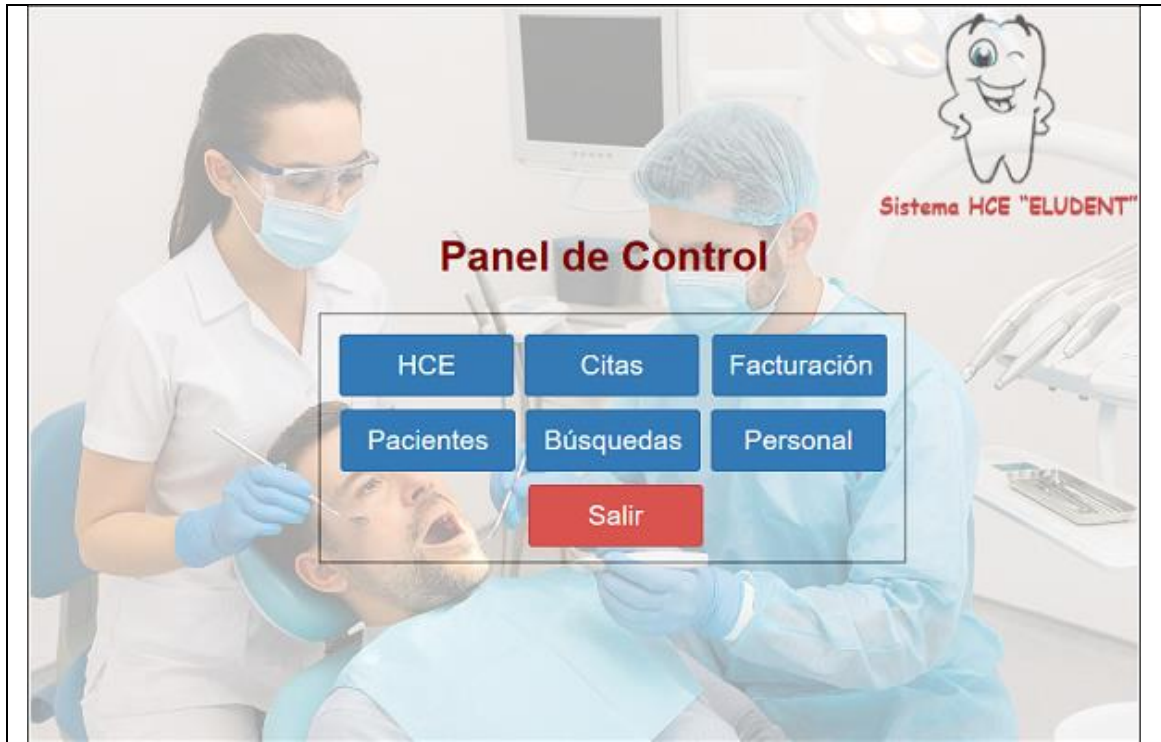 Sistema HCE "ELUDENT"
Panel de Control
HCE Citas Facturación
Pacientes Búsquedas Personal
Salir